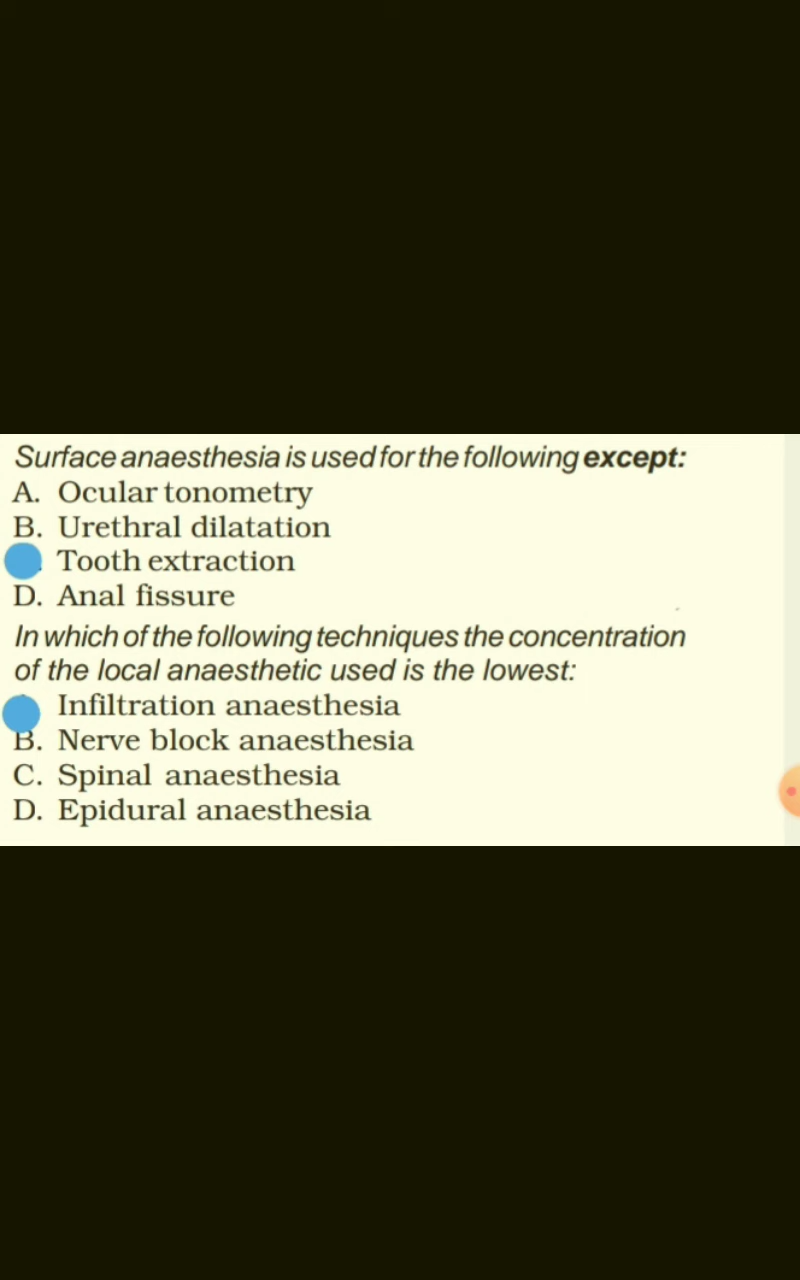 Surface anaesthesia is used for the following except:
A. Ocular tonometry
B. Urethral dilatation
. Tooth extraction
D. Anal fissure
In which of the following techniques the concentration
of the local anaesthetic used is the lowest:
Infiltration anaesthesia
B. Nerve block anaesthesia
C. Spinal anaesthesia
D. Epidural anaesthesia